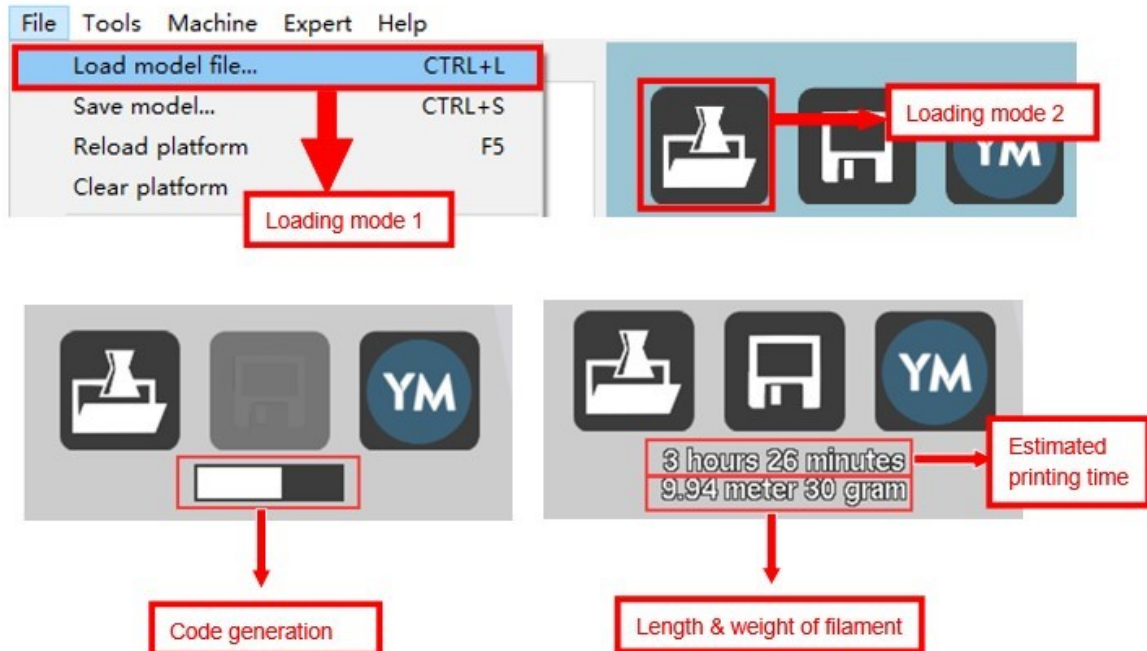 File Tools Machine Expert Help
Load model file... CTRL+L
Save model... CTRL+S
Reload platform F5
Clear platform
Loading mode 1
Loading mode 2
YM
YM
YM
3 hours 26 minutes
9.94 meter 30 gram
Estimated
printing time
Code generation
Length & weight of filament